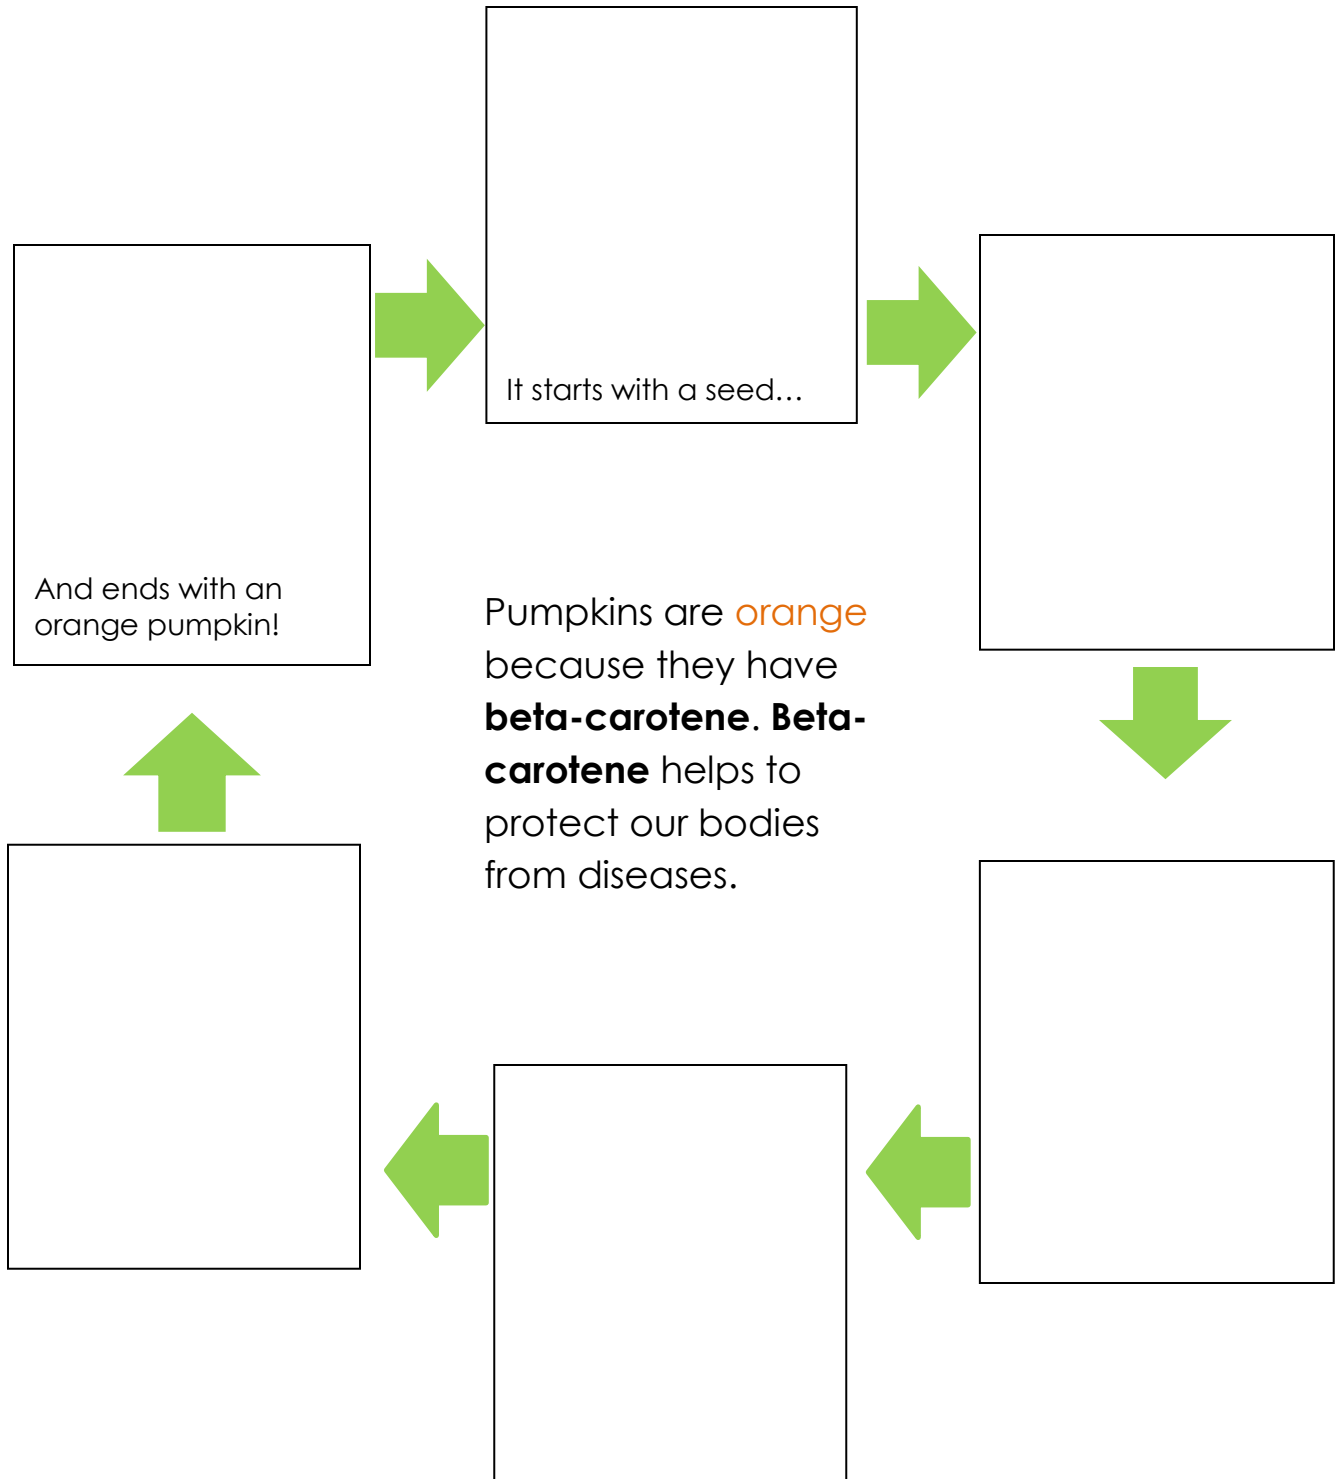 It starts with a seed…
And ends with an
orange pumpkin!
Pumpkins are orange
because they have
beta-carotene. Beta-
carotene helps to
protect our bodies
from diseases.